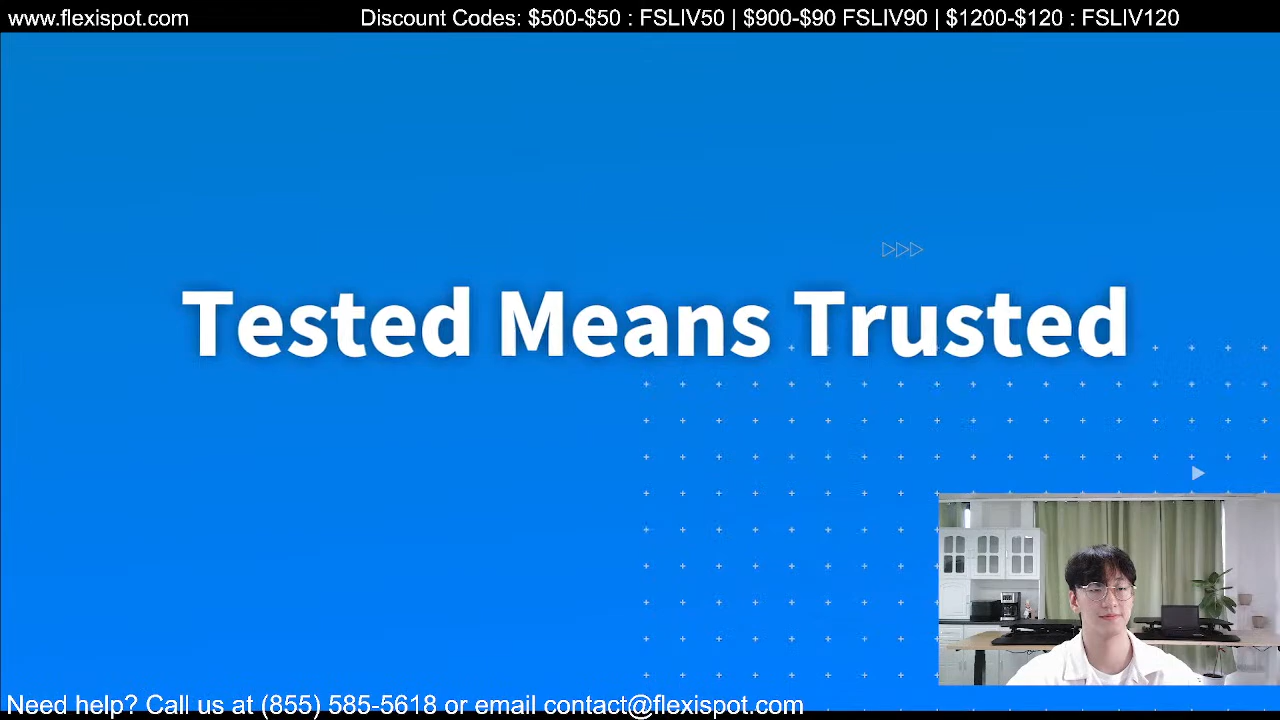 www.flexispot.com
Discount Codes: $500-$50 : FSLIV50 | $900-$90 FSLIV90 | $1200-$120 : FSLIV120
Tested Means Trusted
Need help? Call us at (855) 585-5618 or email contact@flexispot.com